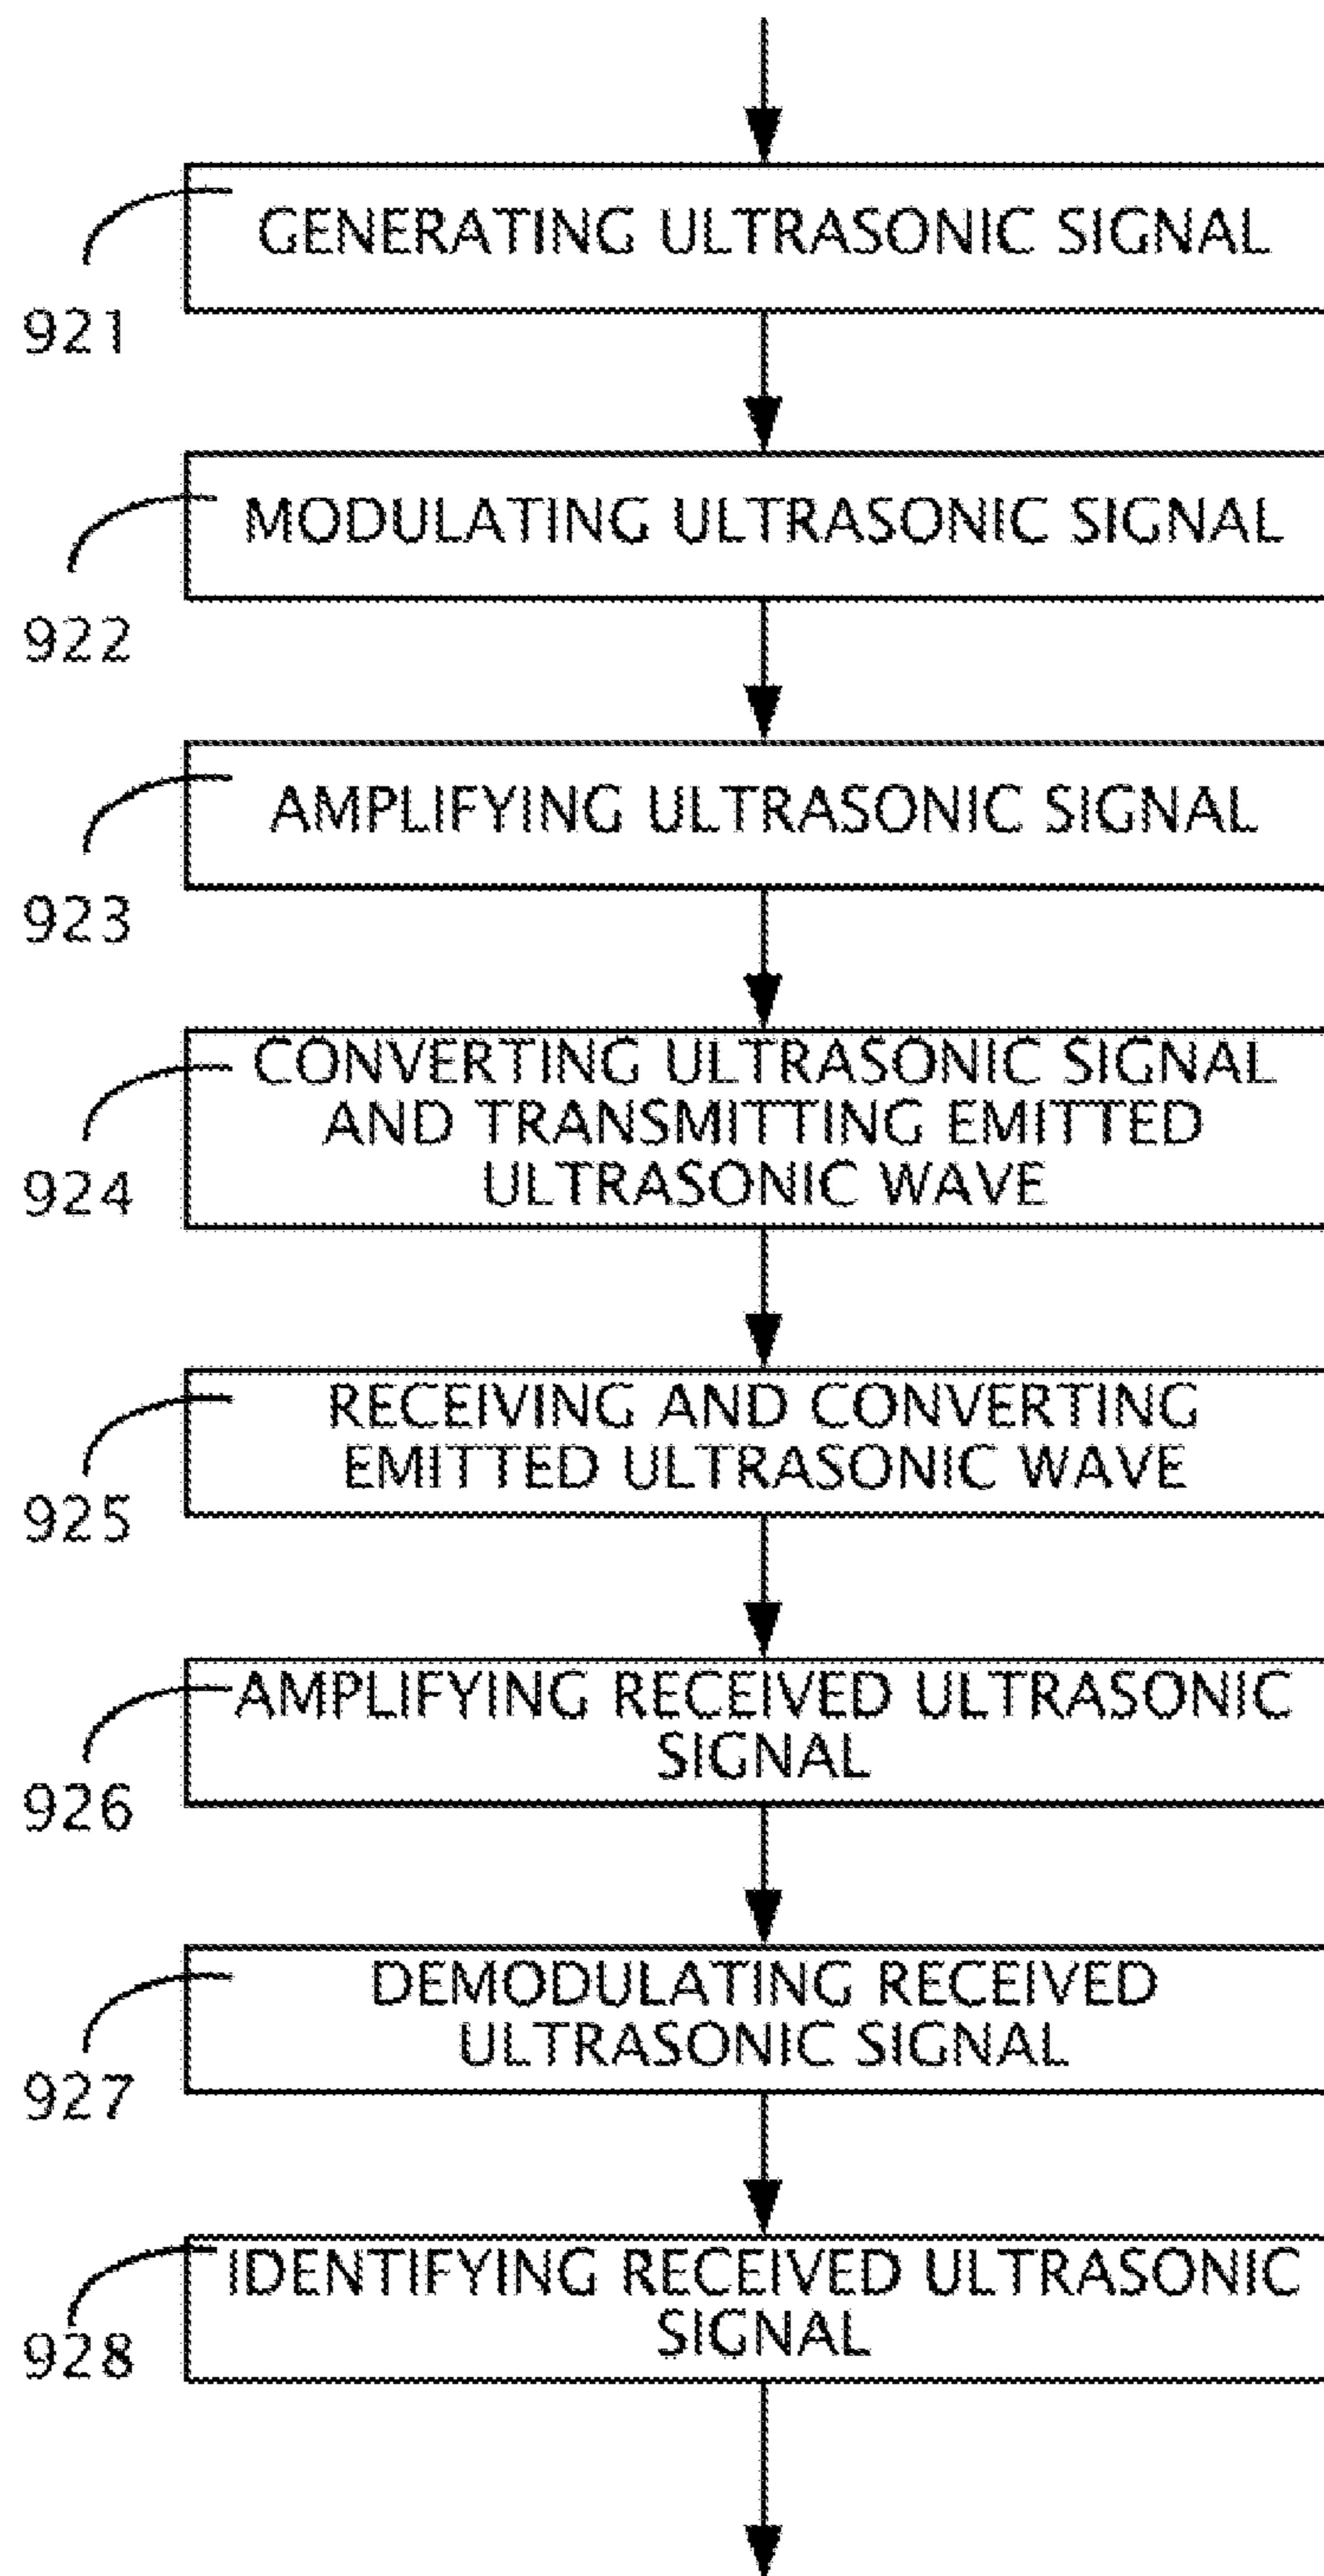 GENERATING ULTRASONIC SIGNAL
921
MODULATING ULTRASONIC SIGNAL
922
AMPLIFYING ULTRASONIC SIGNAL
923
CONVERTING ULTRASONIC SIGNAL
AND TRANSMITTING EMITTED
ULTRASONIC WAVE
924
RECEIVING AND CONVERTING
EMITTED ULTRASONIC WAVE
925
AMPLIFYING RECEIVED ULTRASONIC
SIGNAL
926
DEMODULATING RECEIVED
ULTRASONIC SIGNAL
927
IDENTIFYING RECEIVED ULTRASONIC
SIGNAL
928